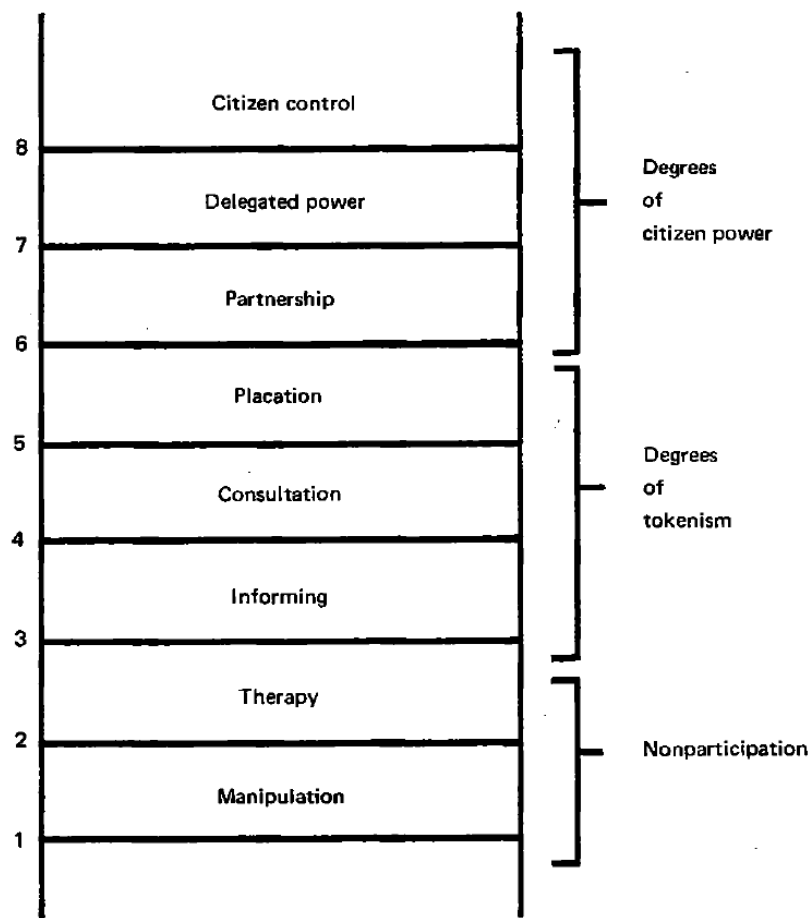 Citizen control
8
Delegated power
7
Partnership
6
Placation
5
Consultation
4
Informing
3
Therapy
2
Manipulation
1
Degrees
of
citizen power
Degrees
of
tokenism
Nonparticipation